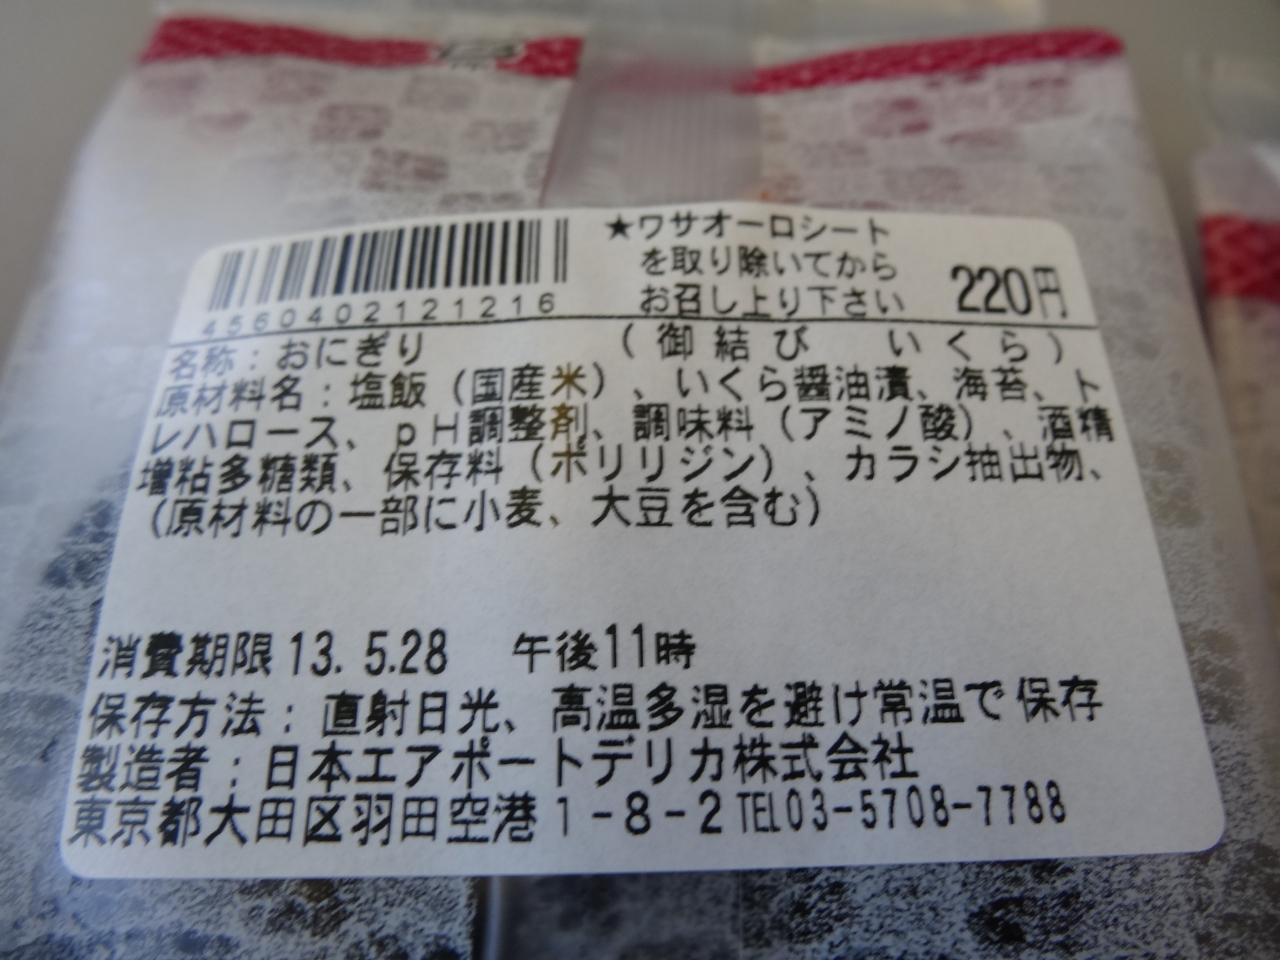 ★ワサオーロシート
を取り除いてから
お召し上り下さい
220円
4560402121216
名称:おにぎり (御結び いくら)
原材料名:塩飯(国産米)、いくら醤油漬、海苔、ト
レハロース、pH調整剤、調味料(アミノ酸)、酒精
増粘多糖類、保存料(ポリリジン)、カラシ抽出物、
(原材料の一部に小麦、大豆を含む)
消費期限13. 5.28 午後11時
保存方法:直射日光、高温多湿を避け常温で保存
製造者:日本エアポートデリカ株式会社
東京都大田区羽田空港1-8-2 TEL03-5708-7788